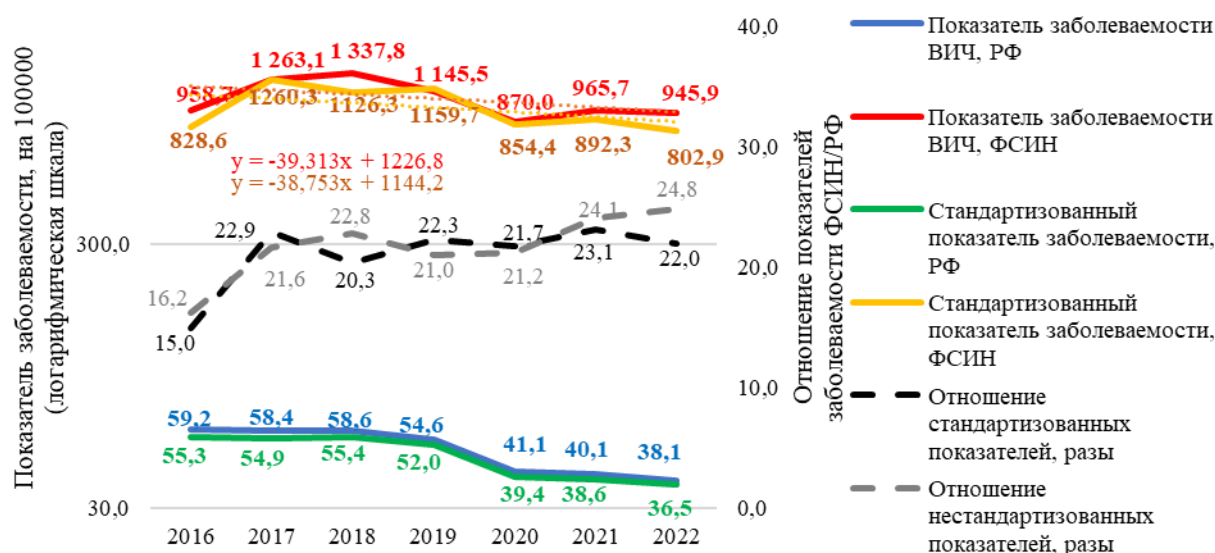 Показатель заболеваемости, на 100000
(логарифмическая шкала)
300,0
30,0
958,7
1 263,1
1 337,8
1 145,5
870,0
965,7
945,9
828,6
1260,3
1126,3
1159,7
854,4
892,3
802,9
y = -39,313x + 1226,8
y = -38,753x + 1144,2
16,2
21,6
22,8
21,0
21,2
24,1
24,8
15,0
22,9
20,3
22,3
21,7
23,1
22,0
59,2
58,4
58,6
54,6
41,1
40,1
38,1
55,3
54,9
55,4
52,0
39,4
38,6
36,5
2016
2017
2018
2019
2020
2021
2022
40,0
30,0
20,0
10,0
0,0
Отношение показателей
заболеваемости ФСИН/РФ
Показатель заболеваемости
ВИЧ, РФ
Показатель заболеваемости
ВИЧ, ФСИН
Стандартизованный
показатель заболеваемости,
РФ
Стандартизованный
показатель заболеваемости,
ФСИН
Отношение
стандартизованных
показателей, разы
Отношение
нестандартизованных
показателей, разы